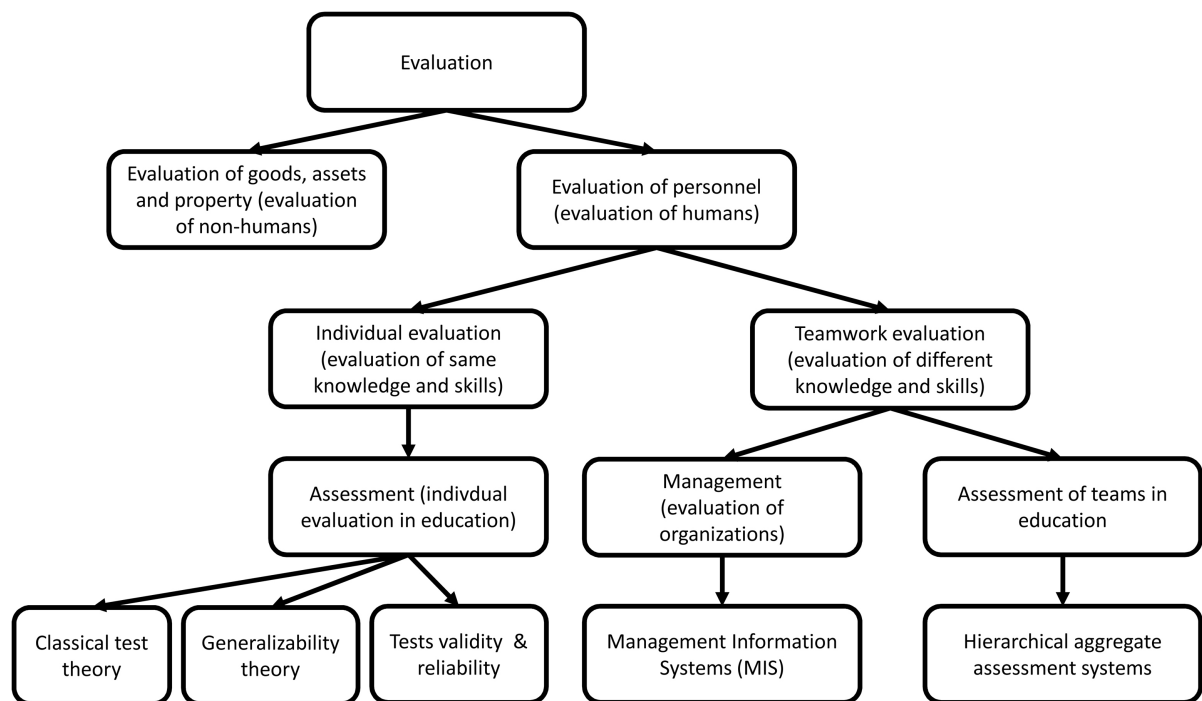 Evaluation
Evaluation of goods, assets
and property (evaluation
of non-humans)
Evaluation of personnel
(evaluation of humans)
Individual evaluation
(evaluation of same
knowledge and skills)
Teamwork evaluation
(evaluation of different
knowledge and skills)
Assessment (indivdual
evaluation in education)
Management
(evaluation of
organizations)
Assessment of teams in
education
Classical test
theory
Generalizability
theory
Tests validity &
reliability
Management Information
Systems (MIS)
Hierarchical aggregate
assessment systems